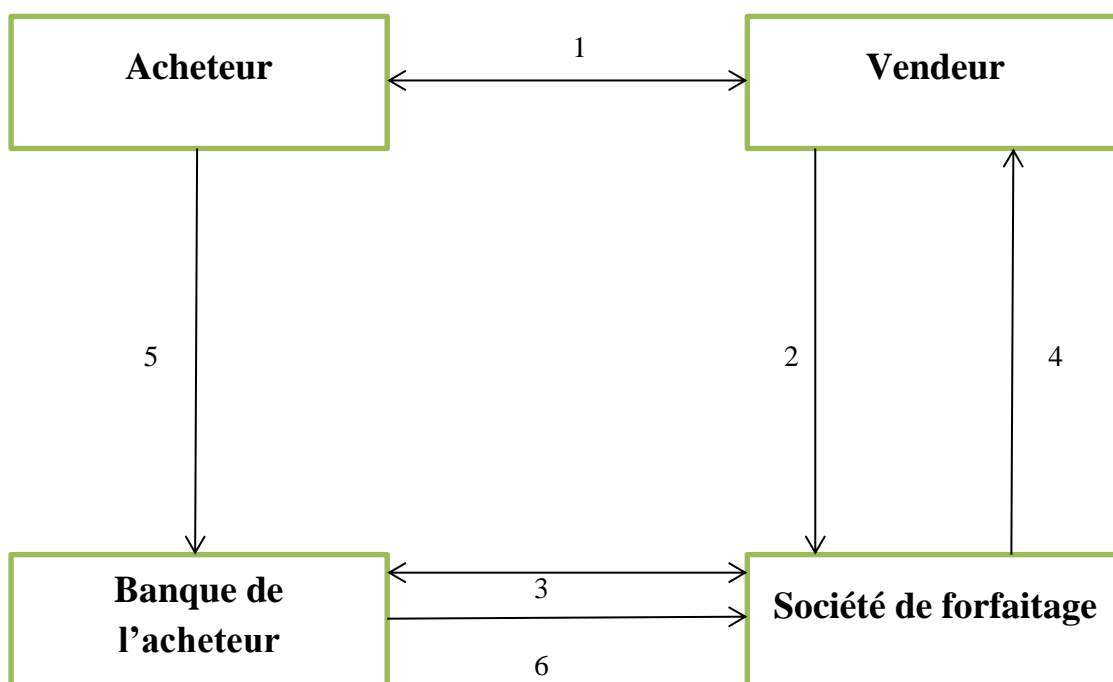 1
Acheteur
Vendeur
5
2
4
Banque de
l’acheteur
3
Société de forfaitage
6